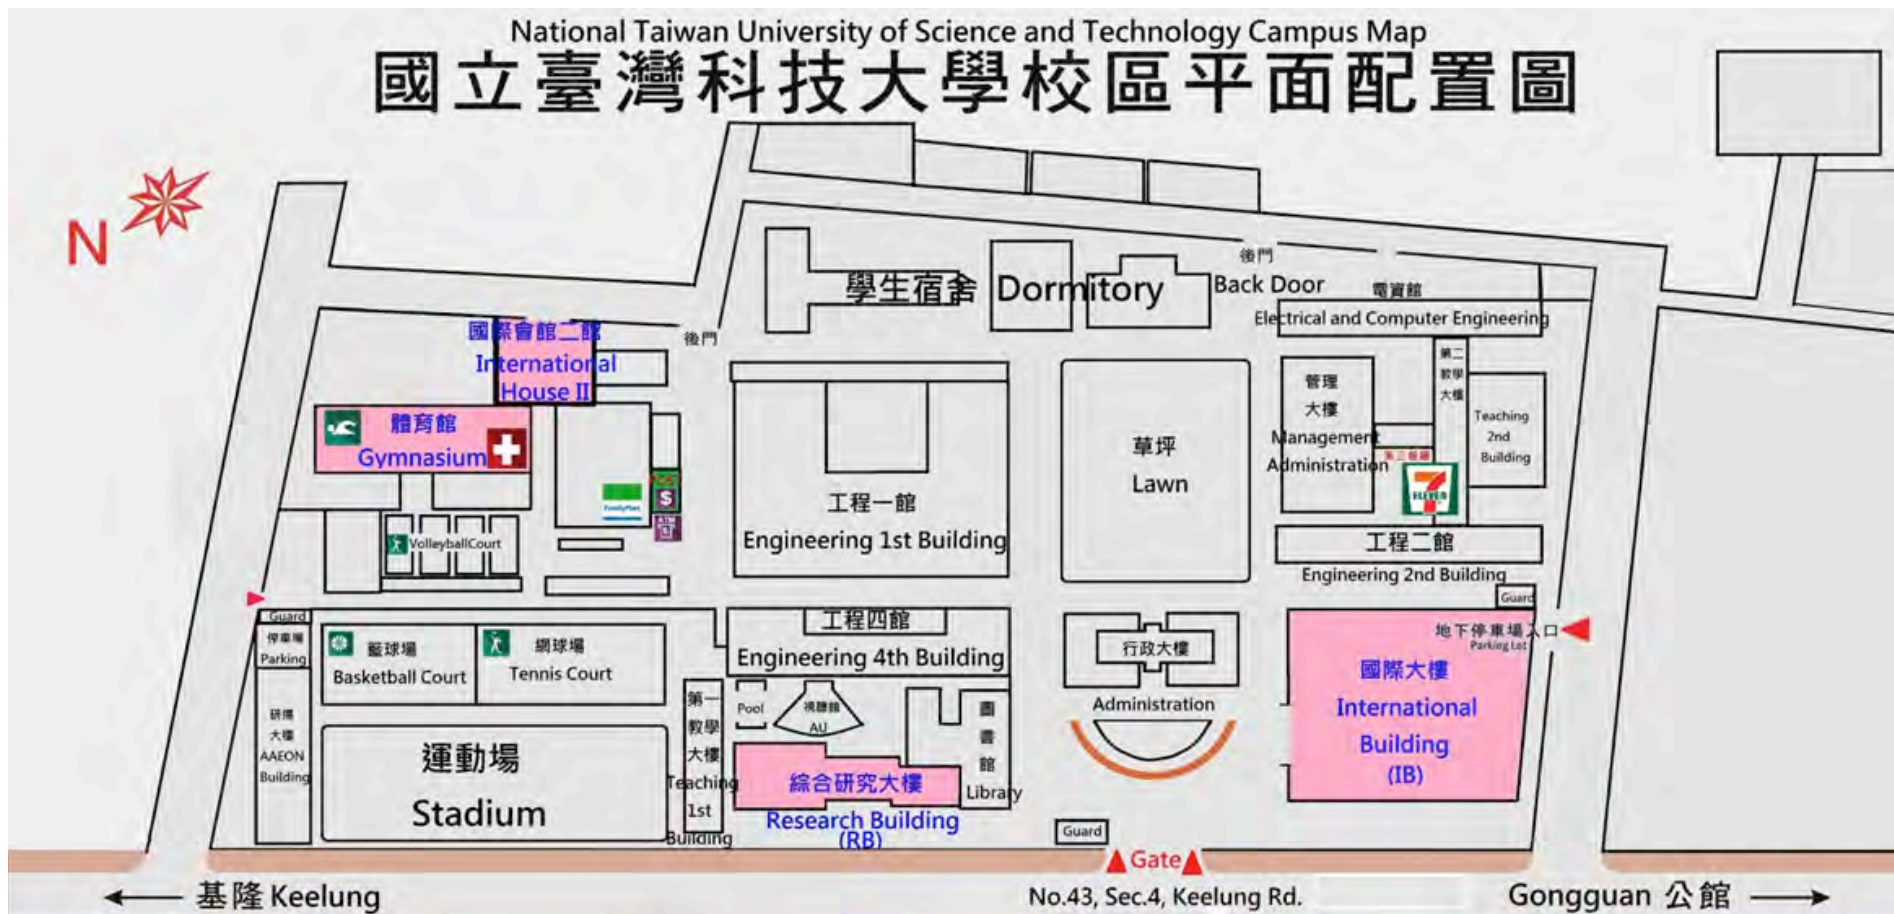 National Taiwan University of Science and Technology Campus Map
國立臺灣科技大學校區平面配置圖
N
後門
Back Door
學生宿舍 Dormitory
電資館
Electrical and Computer Engineering
國際會館二館
International
House II
後門
體育館
Gymnasium
FamilyMart
$
ATM
VolleyballCourt
工程一館
Engineering 1st Building
草坪
Lawn
管理
大樓
Management
Administration
第二
教學
大樓
Teaching
2nd
Building
第三餐廳
7
ELEVEN
工程二館
Engineering 2nd Building
Guard
Guard
停車場
Parking
研揚
大樓
AAEON
Building
籃球場
Basketball Court
網球場
Tennis Court
運動場
Stadium
工程四館
Engineering 4th Building
第一
教學
大樓
Teaching
1st
Building
Pool
視聽館
AU
圖
書
館
Library
綜合研究大樓
Research Building
(RB)
行政大樓
Administration
地下停車場入口
Parking Lot
國際大樓
International
Building
(IB)
Guard
Gate
基隆 Keelung
No.43, Sec.4, Keelung Rd.
Gongguan 公館